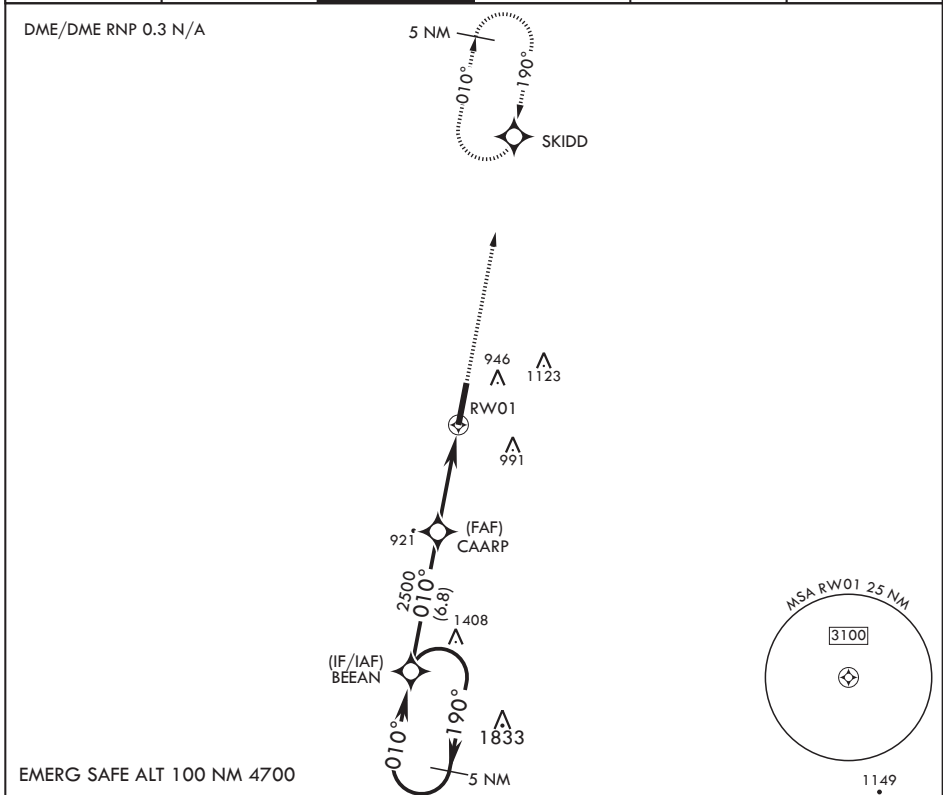 DME/DME RNP 0.3 N/A
5 NM
010°
190°
SKIDD
946
1123
RW01
991
(FAF)
CAARP
921
2500
010°
(6.8)
1408
(IF/IAF)
BEEAN
010°
190°
1833
5 NM
MSA RW01 25 NM
3100
EMERG SAFE ALT 100 NM 4700
1149